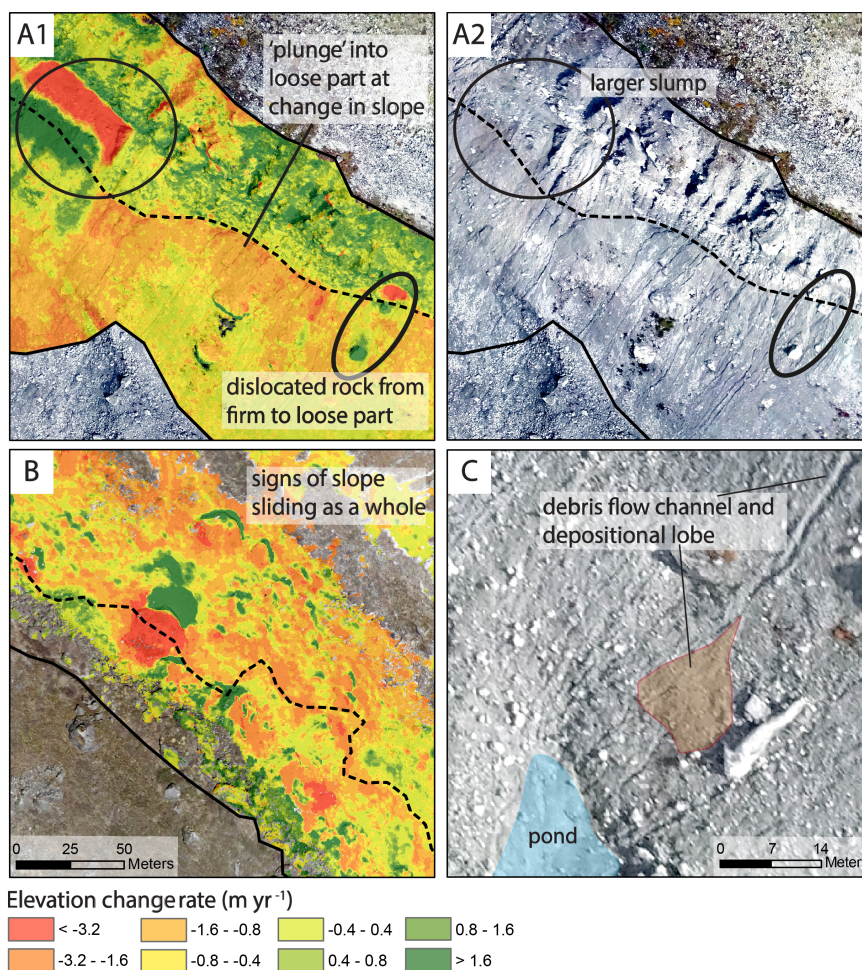 A1
'plunge' into
loose part at
change in slope
dislocated rock from
firm to loose part
A2
larger slump
B
signs of slope
sliding as a whole
0 25 50
Meters
C
debris flow channel and
depositional lobe
pond
0 7 14
Meters
Elevation change rate (m yr-1)
< -3.2
-1.6 - -0.8
-0.4 - 0.4
0.8 - 1.6
-3.2 - -1.6
-0.8 - -0.4
0.4 - 0.8
> 1.6